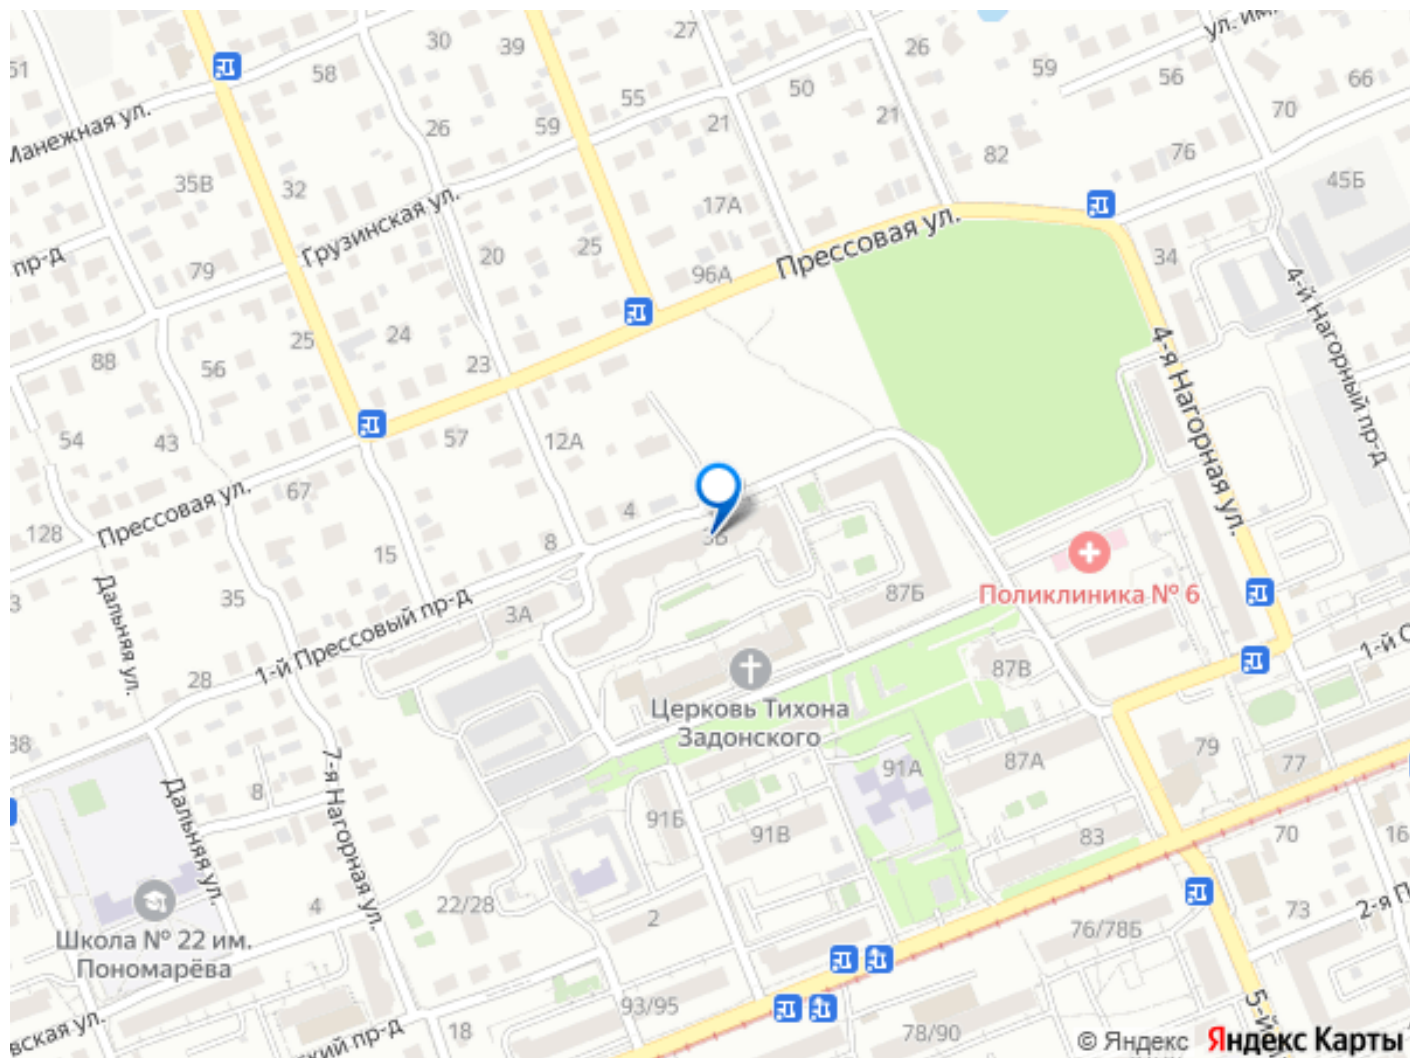 51
30
39
27
26
ул. им.
59
56
66
58
55
50
70
Манежная ул.
26
59
21
21
82
76
45Б
35В
32
17А
Грузинская ул.
Прессовая ул.
пр-д
79
20
25
96А
34
4-й Нагорный пр-д
88
25
24
56
23
4-я Нагорная ул.
54
43
57
12А
67
Прессовая ул.
128
4
3Б
15
8
Поликлиника № 6
87Б
Дальняя ул.
35
3А
1-й Прессовый пр-д
28
87В
1-й С
Церковь Тихона
Задонского
38
79
77
87А
91А
8
7-я Нагорная ул.
Дальняя ул.
91Б
91В
83
70
16
4
22/28
2
73
2-я П
76/78Б
Школа № 22 им.
Пономарёва
93/95
18
78/90
5-й
вская ул.
ский пр-д
© Яндекс Яндекс Карты